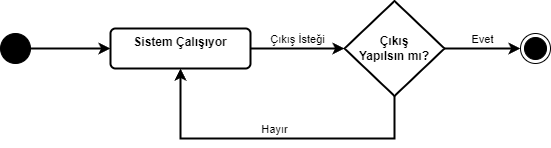 Sistem Çalışıyor
Çıkış İsteği
Çıkış
Yapılsın mı?
Evet
Hayır